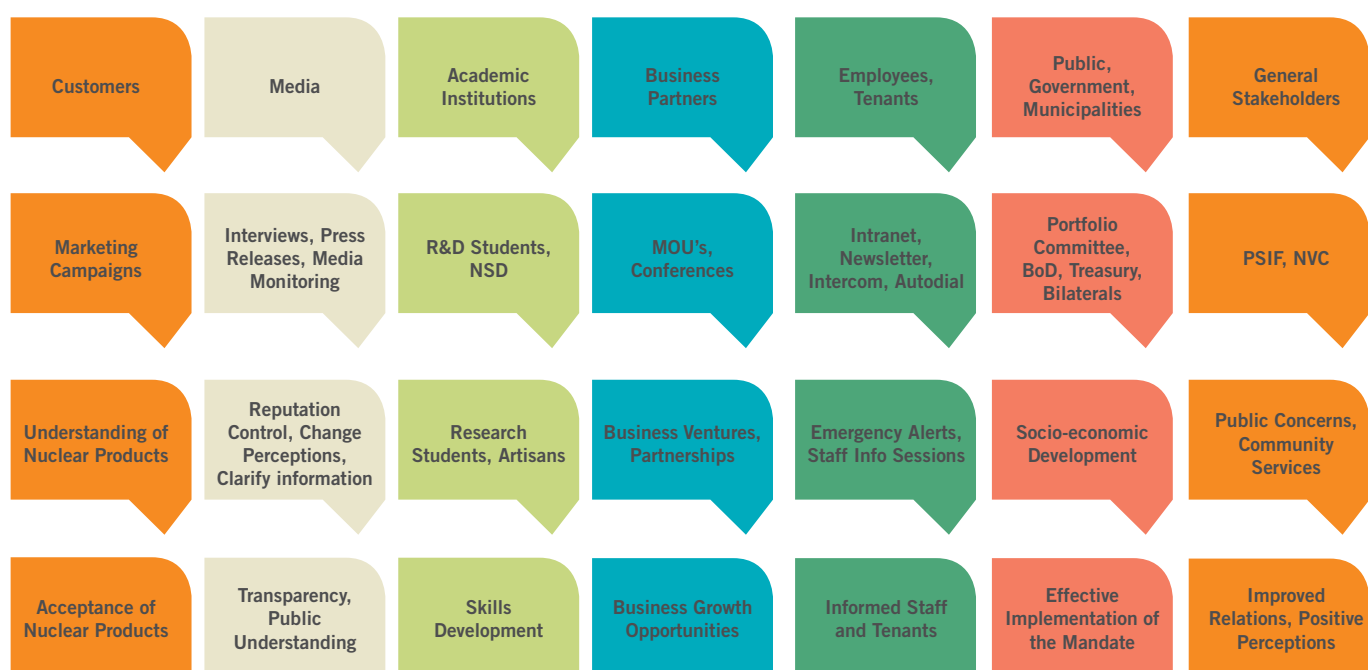 Customers
Media
Academic
Institutions
Business
Partners
Employees,
Tenants
Public,
Government,
Municipalities
General
Stakeholders
Marketing
Campaigns
Interviews, Press
Releases, Media
Monitoring
R&D Students,
NSD
MOU's,
Conferences
Intranet,
Newsletter,
Intercom, Autodial
Portfolio
Committee,
BoD, Treasury,
Bilaterals
PSIF, NVC
Understanding of
Nuclear Products
Reputation
Control, Change
Perceptions,
Clarify information
Research
Students, Artisans
Business Ventures,
Partnerships
Emergency Alerts,
Staff Info Sessions
Socio-economic
Development
Public Concerns,
Community
Services
Acceptance of
Nuclear Products
Transparency,
Public
Understanding
Skills
Development
Business Growth
Opportunities
Informed Staff
and Tenants
Effective
Implementation of
the Mandate
Improved
Relations, Positive
Perceptions